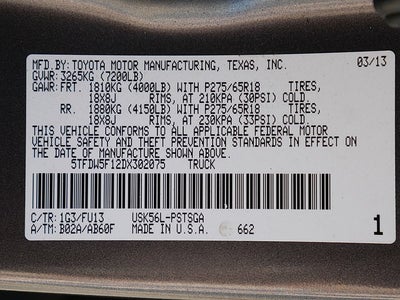 MFD.BY: TOYOTA MOTOR MANUFACTURING, TEXAS, INC. 03/13
GVWR: 3265KG (7200LB)
GAWR: FRT. 1810KG (4000LB) WITH P275/65R18 TIRES,
18X8J RIMS, AT 210KPA (30PSI) COLD.
RR. 1880KG (4150LB) WITH P275/65R18 TIRES,
18X8J RIMS, AT 230KPA (33PSI) COLD.
THIS VEHICLE CONFORMS TO ALL APPLICABLE FEDERAL MOTOR
VEHICLE SAFETY AND THEFT PREVENTION STANDARDS IN EFFECT
ON THE DATE OF MANUFACTURE SHOWN ABOVE.
5TFDW5F12DX302075 TRUCK
C/TR: 1G3/FU13 USK56L-PSTSGA
A/TM: B02A/AB60F MADE IN U.S.A. 662 1